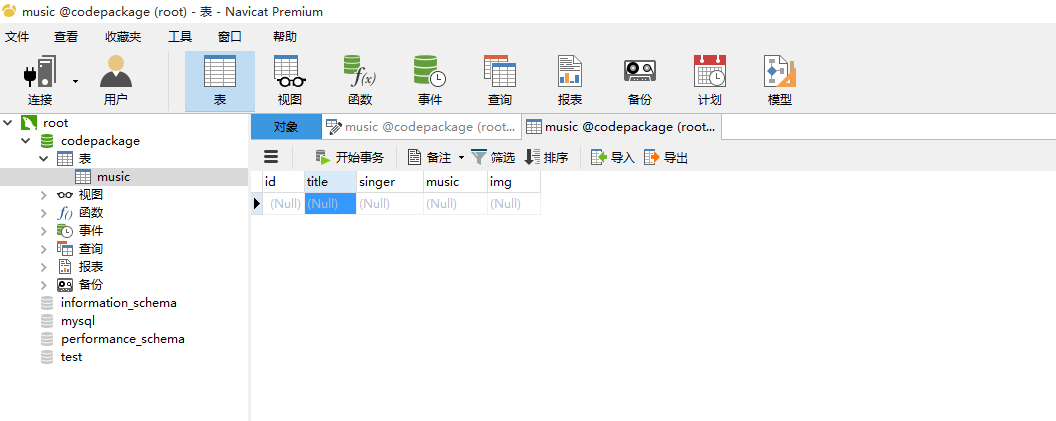 music @codepackage (root) - 表 - Navicat Premium
文件 查看 收藏夹 工具 窗口 帮助
连接 用户 表 视图 函数 事件 查询 报表 备份 计划 模型
root
codepackage
表
music
视图
函数
事件
查询
报表
备份
information_schema
mysql
performance_schema
test
对象 music @codepackage (root... music @codepackage (root...
开始事务 备注 筛选 排序 导入 导出
id title singer music img
(Null) (Null) (Null) (Null) (Null)